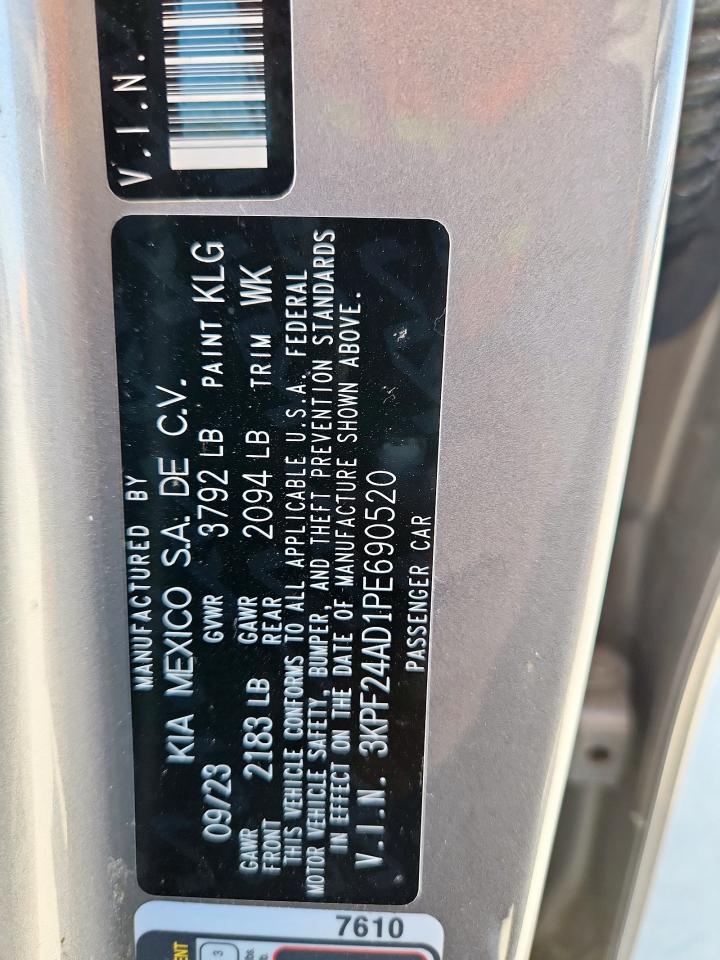 V.I.N.
MANUFACTURED BY
KIA MEXICO S.A. DE C.V.
09/23 GVWR 3792 LB PAINT KLG
GAWR FRONT 2183 LB GAWR REAR 2094 LB TRIM WK
THIS VEHICLE CONFORMS TO ALL APPLICABLE U.S.A. FEDERAL
MOTOR VEHICLE SAFETY, BUMPER, AND THEFT PREVENTION STANDARDS
IN EFFECT ON THE DATE OF MANUFACTURE SHOWN ABOVE.
V.I.N. 3KPF24AD1PE690520
PASSENGER CAR
7610
3